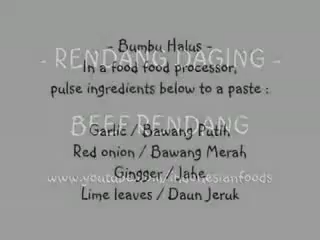 - Bumbu Halus -
- RENDANG DAGING -
In a food food processor,
pulse ingredients below to a paste :
BEEF RENDANG
Garlic / Bawang Putih
Red onion / Bawang Merah
Gingger / Jahe
www.youtube.com/indonesianfoods
Lime leaves / Daun Jeruk